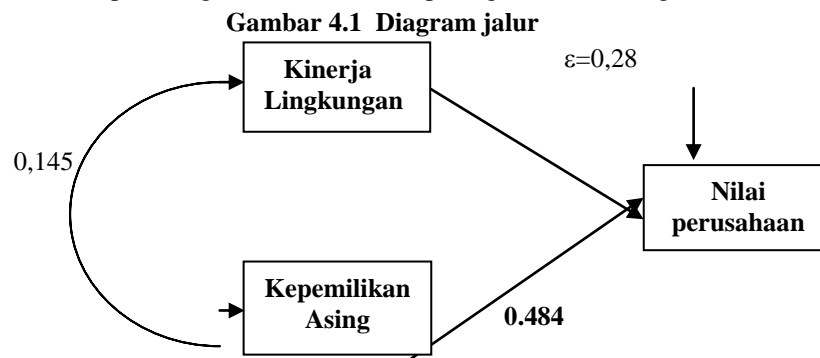 Gambar 4.1 Diagram jalur
Kinerja
Lingkungan
ε=0,28
0,145
Nilai
perusahaan
Kepemilikan
Asing
0.484